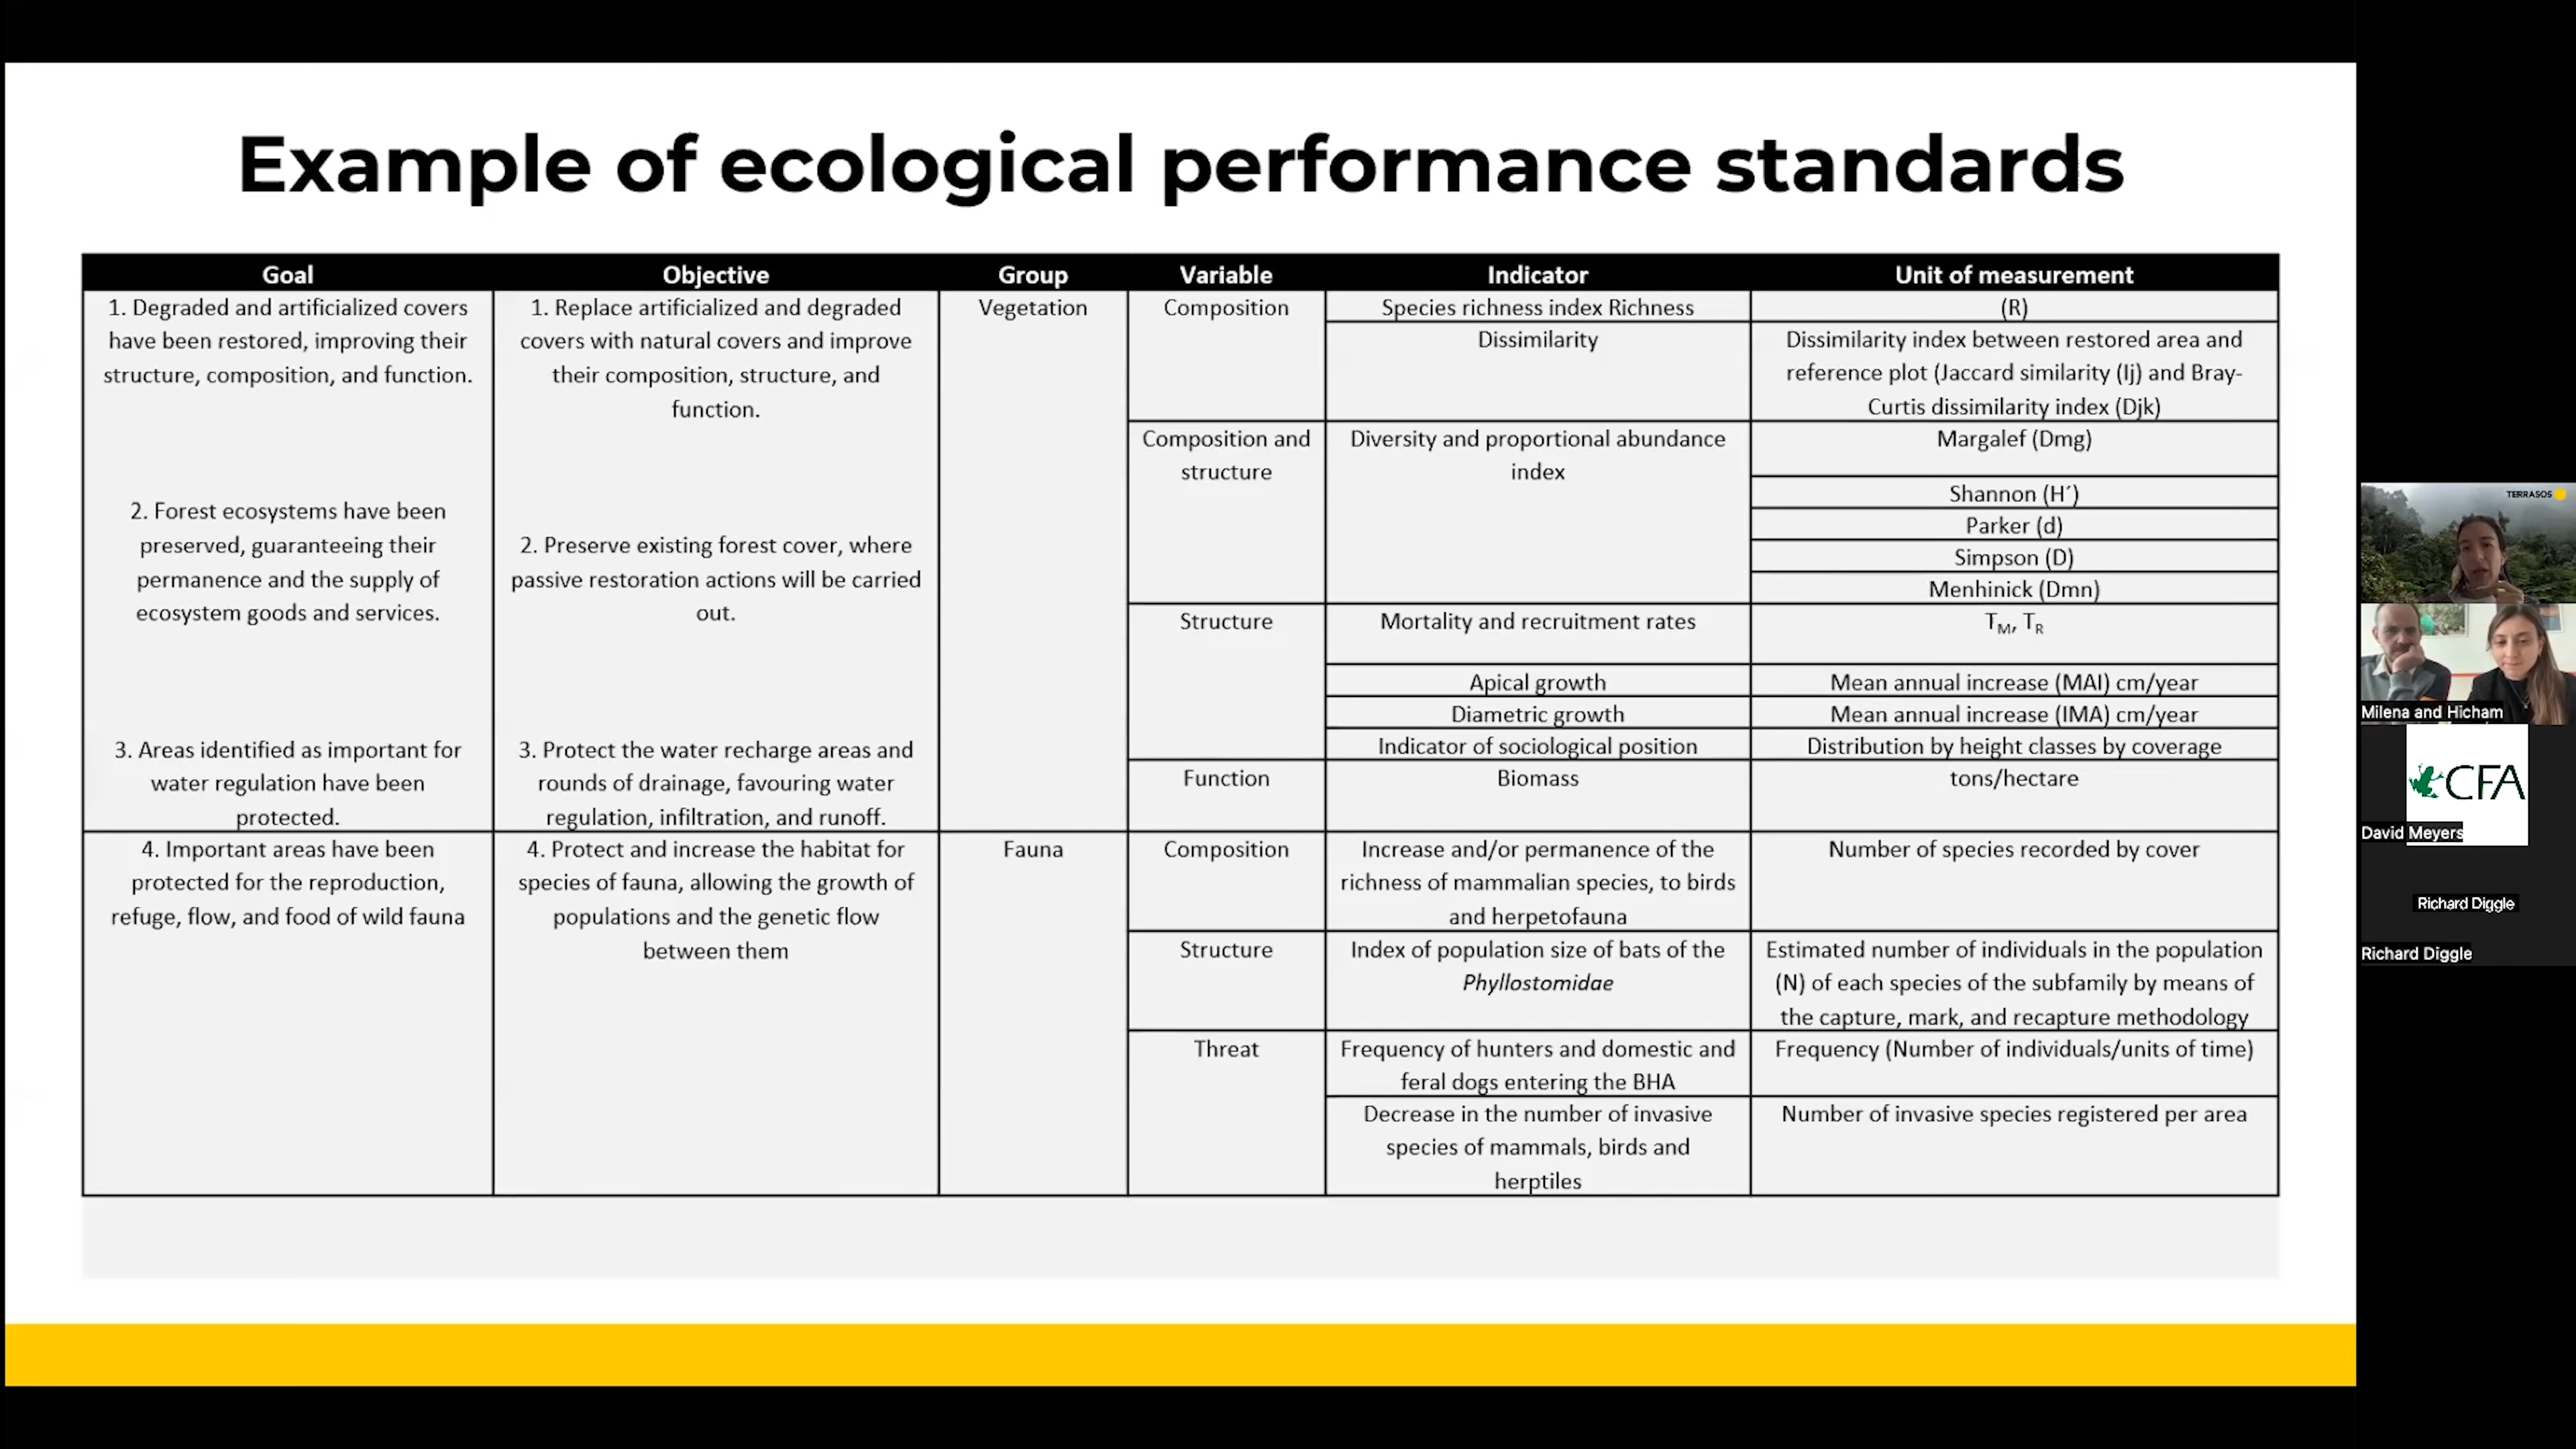 Example of ecological performance standards
Goal
Objective
Group
Variable
Indicator
Unit of measurement
1. Degraded and artificialized covers
have been restored, improving their
structure, composition, and function.
2. Forest ecosystems have been
preserved, guaranteeing their
permanence and the supply of
ecosystem goods and services.
3. Areas identified as important for
water regulation have been
protected.
1. Replace artificialized and degraded
covers with natural covers and improve
their composition, structure, and
function.
2. Preserve existing forest cover, where
passive restoration actions will be carried
out.
3. Protect the water recharge areas and
rounds of drainage, favouring water
regulation, infiltration, and runoff.
Vegetation
Composition
Species richness index Richness
(R)
Dissimilarity
Dissimilarity index between restored area and
reference plot (Jaccard similarity (Ij) and Bray-
Curtis dissimilarity index (Djk)
Composition and
structure
Diversity and proportional abundance
index
Margalef (Dmg)
Shannon (H´)
Parker (d)
Simpson (D)
Menhinick (Dmn)
Structure
Mortality and recruitment rates
TM, TR
Apical growth
Mean annual increase (MAI) cm/year
Diametric growth
Mean annual increase (IMA) cm/year
Indicator of sociological position
Distribution by height classes by coverage
Function
Biomass
tons/hectare
4. Important areas have been
protected for the reproduction,
refuge, flow, and food of wild fauna
4. Protect and increase the habitat for
species of fauna, allowing the growth of
populations and the genetic flow
between them
Fauna
Composition
Increase and/or permanence of the
richness of mammalian species, to birds
and herpetofauna
Number of species recorded by cover
Structure
Index of population size of bats of the
Phyllostomidae
Estimated number of individuals in the population
(N) of each species of the subfamily by means of
the capture, mark, and recapture methodology
Threat
Frequency of hunters and domestic and
feral dogs entering the BHA
Frequency (Number of individuals/units of time)
Decrease in the number of invasive
species of mammals, birds and
herptiles
Number of invasive species registered per area
TERRASOS
Milena and Hicham
CFA
David Meyers
Richard Diggle
Richard Diggle